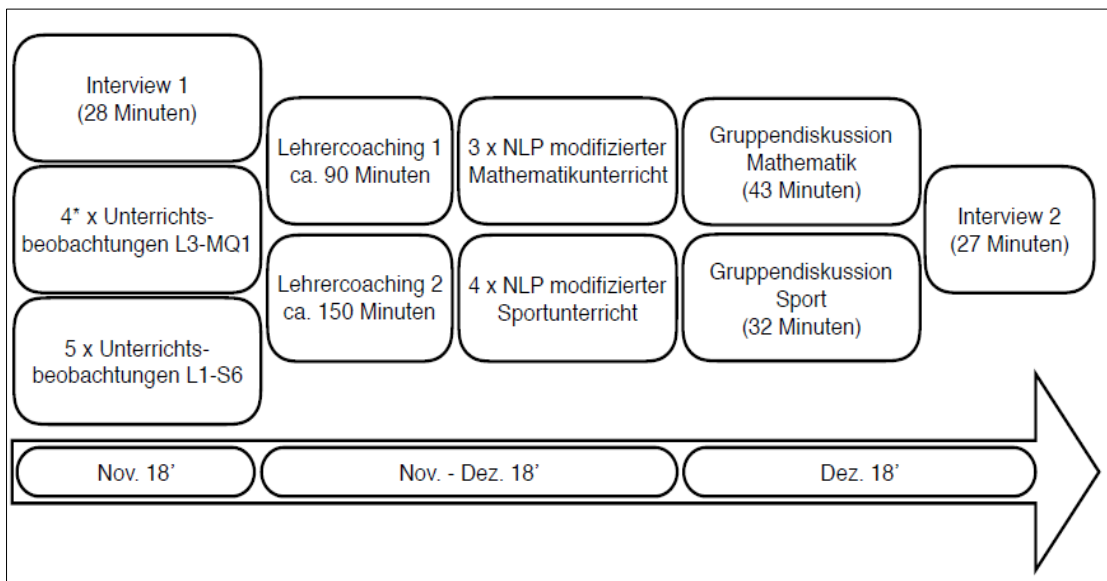 Interview 1
(28 Minuten)
4* x Unterrichts-
beobachtungen L3-MQ1
5 x Unterrichts-
beobachtungen L1-S6
Lehrercoaching 1
ca. 90 Minuten
Lehrercoaching 2
ca. 150 Minuten
3 x NLP modifizierter
Mathematikunterricht
4 x NLP modifizierter
Sportunterricht
Gruppendiskussion
Mathematik
(43 Minuten)
Gruppendiskussion
Sport
(32 Minuten)
Interview 2
(27 Minuten)
Nov. 18’
Nov. - Dez. 18’
Dez. 18’